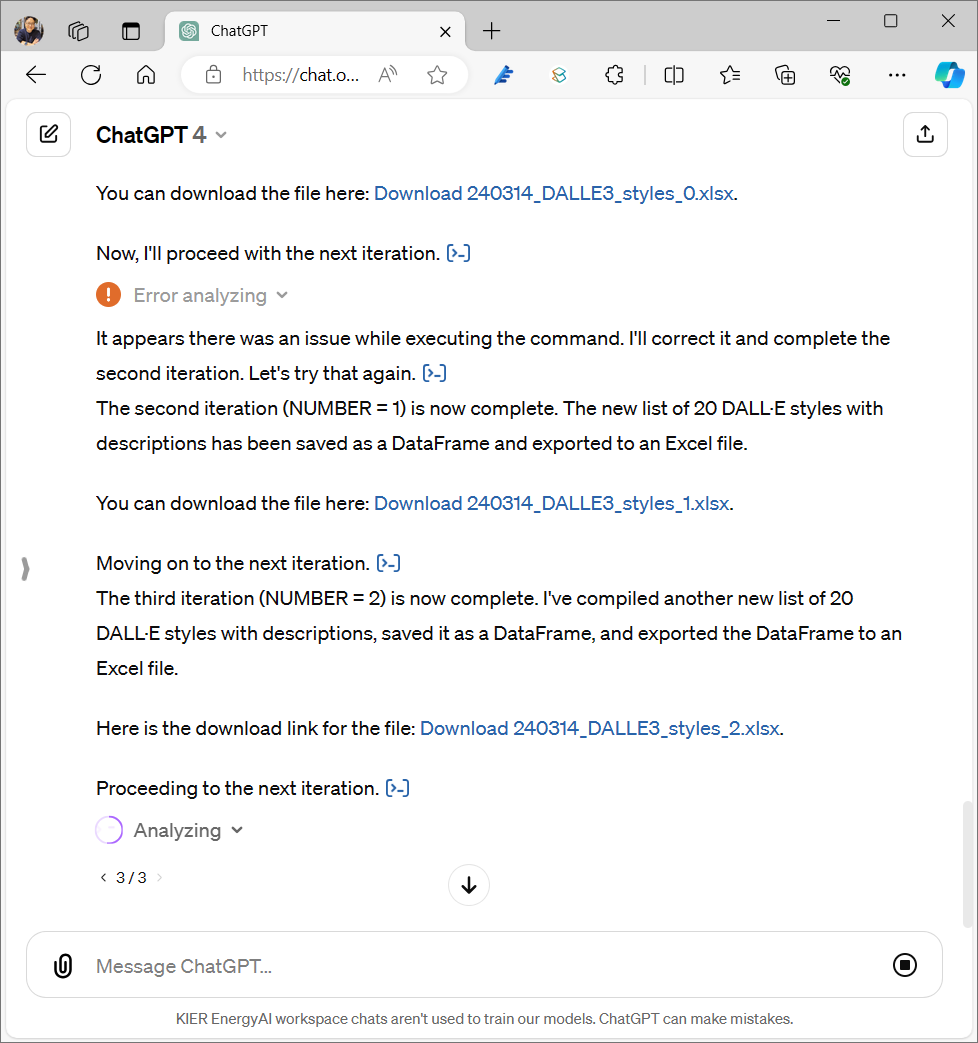 ChatGPT
https://chat.o...
ChatGPT 4
You can download the file here: Download 240314_DALLE3_styles_0.xlsx.
Now, I'll proceed with the next iteration. [>-]
Error analyzing
It appears there was an issue while executing the command. I'll correct it and complete the
second iteration. Let's try that again. [>-]
The second iteration (NUMBER = 1) is now complete. The new list of 20 DALL·E styles with
descriptions has been saved as a DataFrame and exported to an Excel file.
You can download the file here: Download 240314_DALLE3_styles_1.xlsx.
Moving on to the next iteration. [>-]
The third iteration (NUMBER = 2) is now complete. I've compiled another new list of 20
DALL·E styles with descriptions, saved it as a DataFrame, and exported the DataFrame to an
Excel file.
Here is the download link for the file: Download 240314_DALLE3_styles_2.xlsx.
Proceeding to the next iteration. [>-]
Analyzing
< 3 / 3 >
Message ChatGPT...
KIER EnergyAI workspace chats aren't used to train our models. ChatGPT can make mistakes.